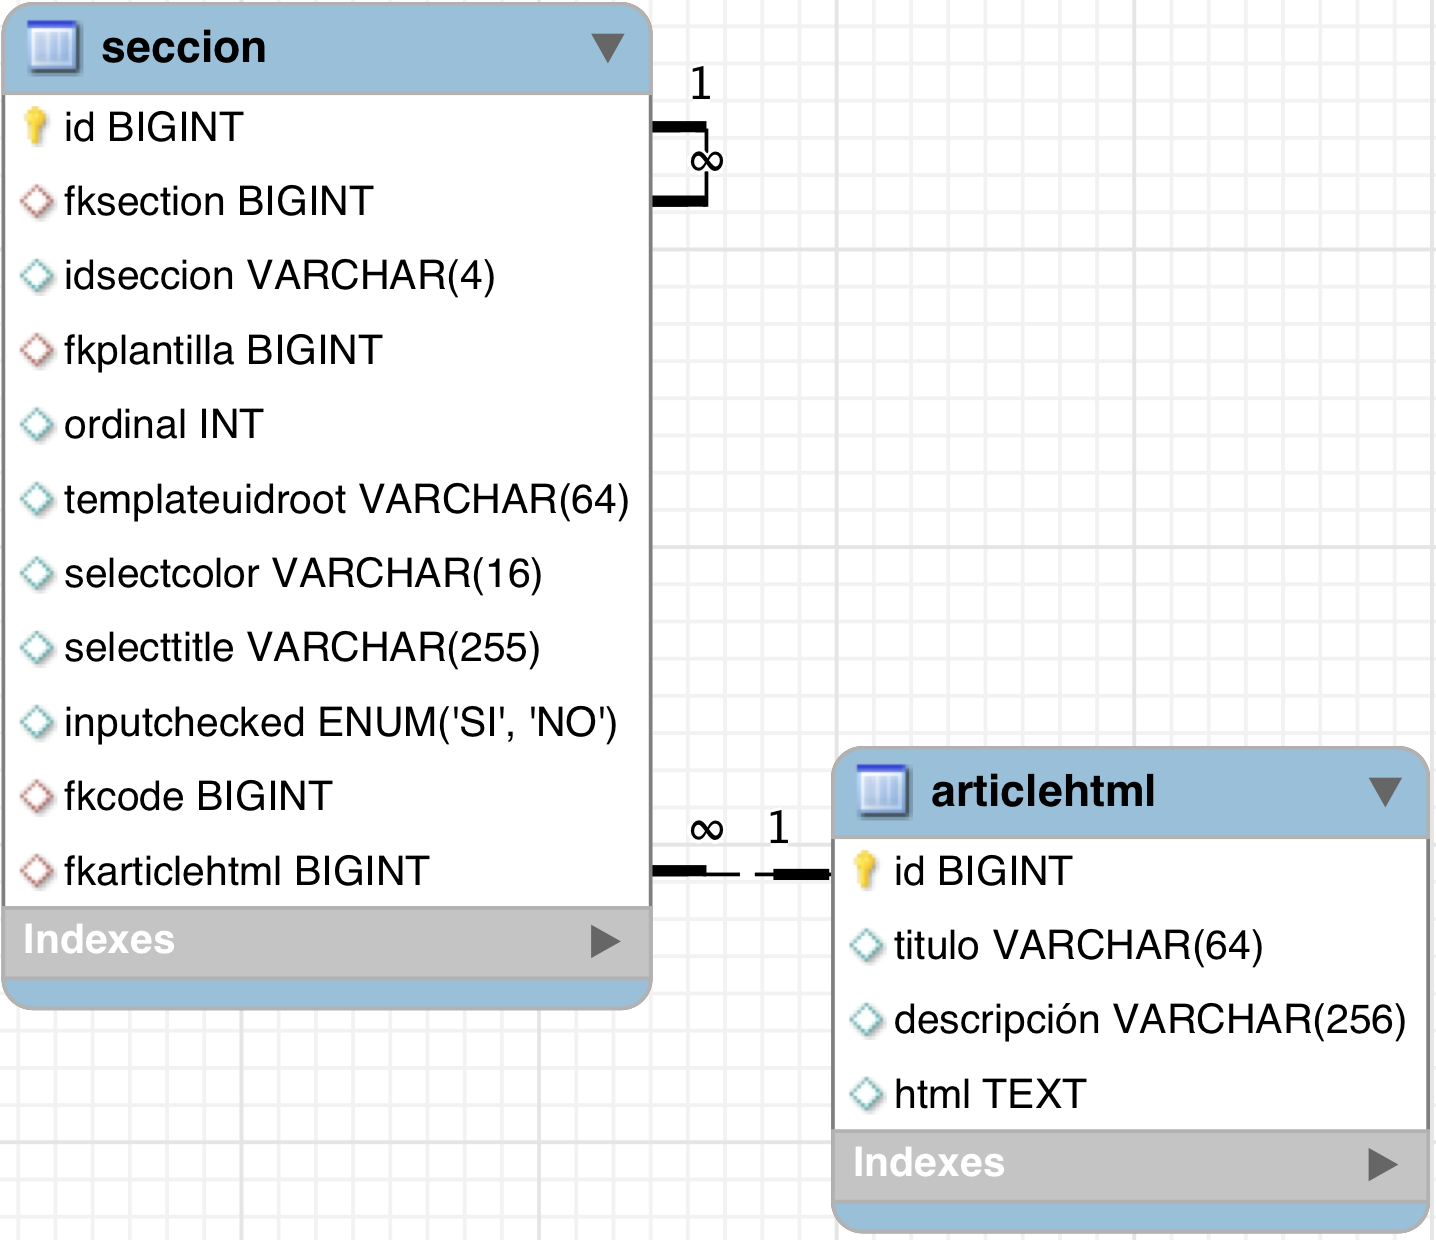 seccion
id BIGINT
fksection BIGINT
idseccion VARCHAR(4)
fkplantilla BIGINT
ordinal INT
templateuidroot VARCHAR(64)
selectcolor VARCHAR(16)
selecttitle VARCHAR(255)
inputchecked ENUM('SI', 'NO')
fkcode BIGINT
fkarticlehtml BIGINT
Indexes
1
∞
∞ 1
articlehtml
id BIGINT
titulo VARCHAR(64)
descripción VARCHAR(256)
html TEXT
Indexes